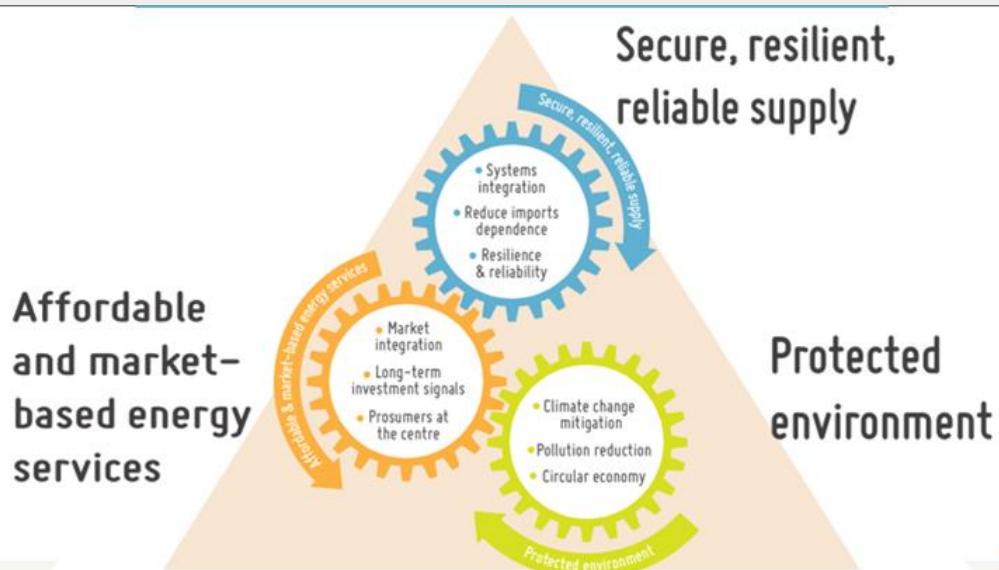 Secure, resilient,
reliable supply
Secure, resilient, reliable supply
• Systems
integration
• Reduce imports
dependence
• Resilience
& reliability
Affordable
and market-
based energy
services
Affordable & market-based energy services
• Market
integration
• Long-term
investment signals
• Prosumers at
the centre
Protected
environment
• Climate change
mitigation
• Pollution reduction
• Circular economy
Protected environment